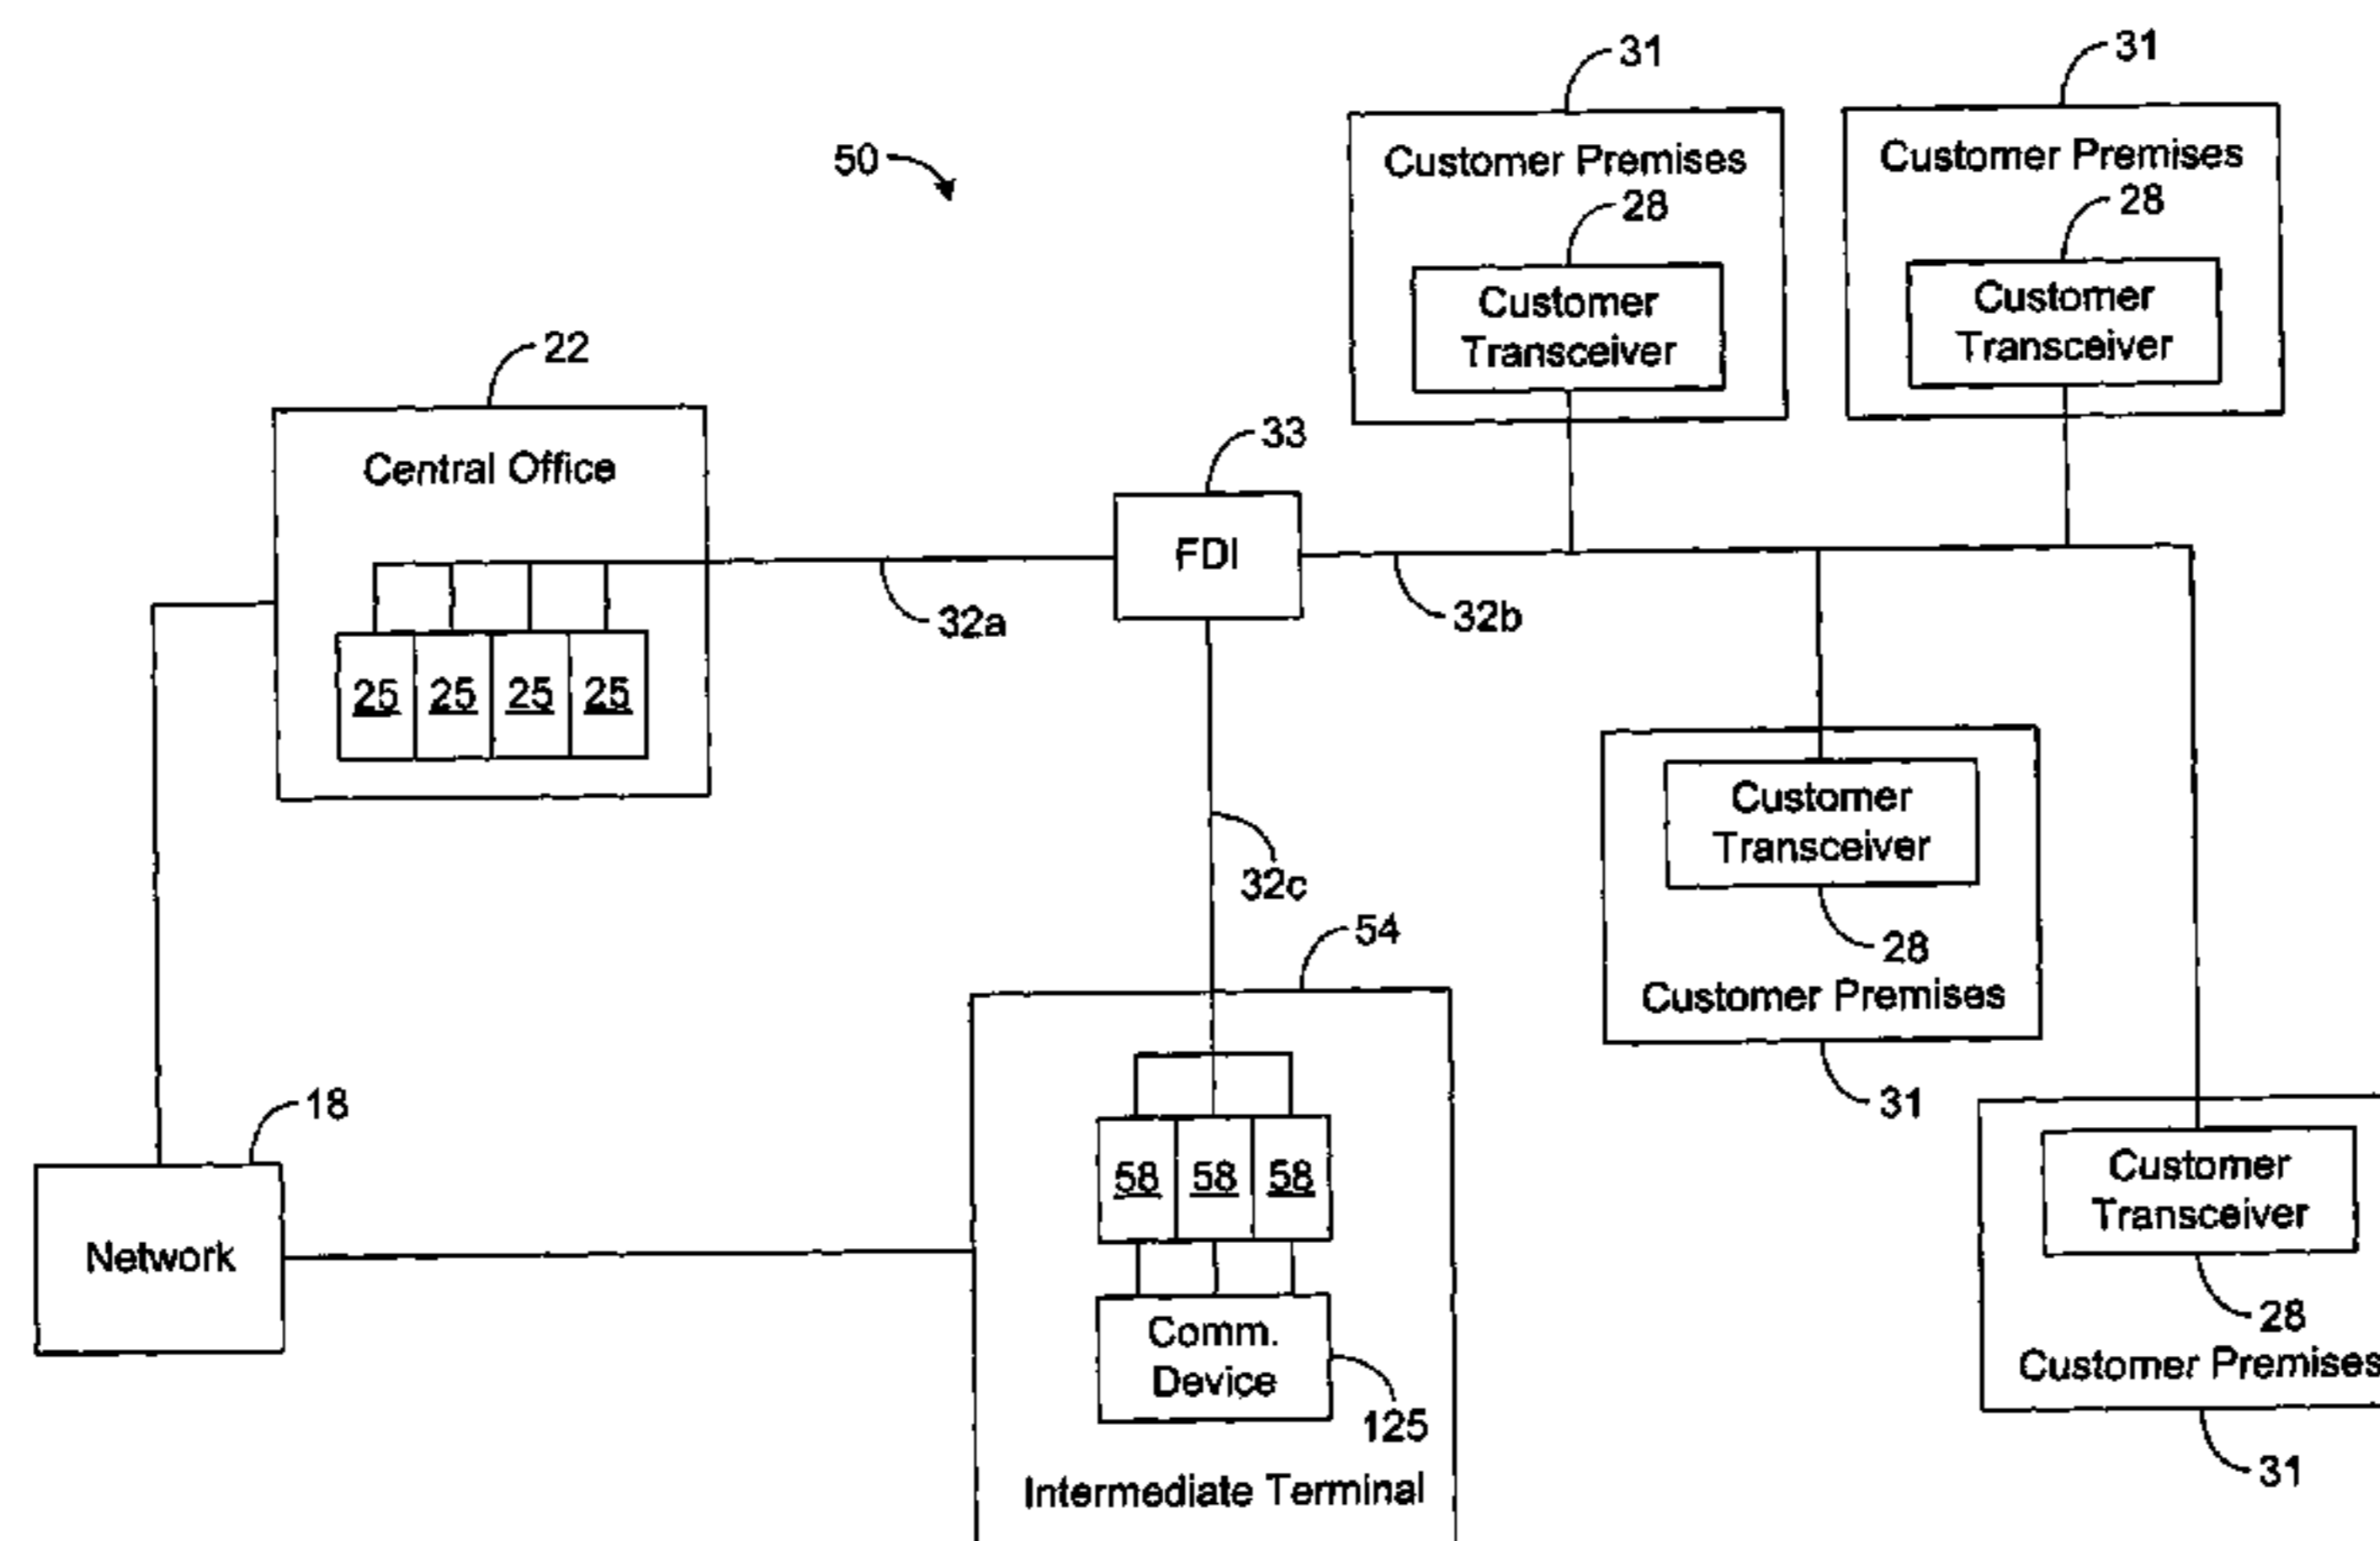 31
31
50
Customer Premises
28
Customer
Transceiver
Customer Premises
28
Customer
Transceiver
22
Central Office
25 25 25 25
33
FDI
32a
32b
32c
Customer
Transceiver
28
Customer Premises
31
54
18
Network
58 58 58
Comm.
Device
125
Intermediate Terminal
Customer
Transceiver
28
Customer Premises
31